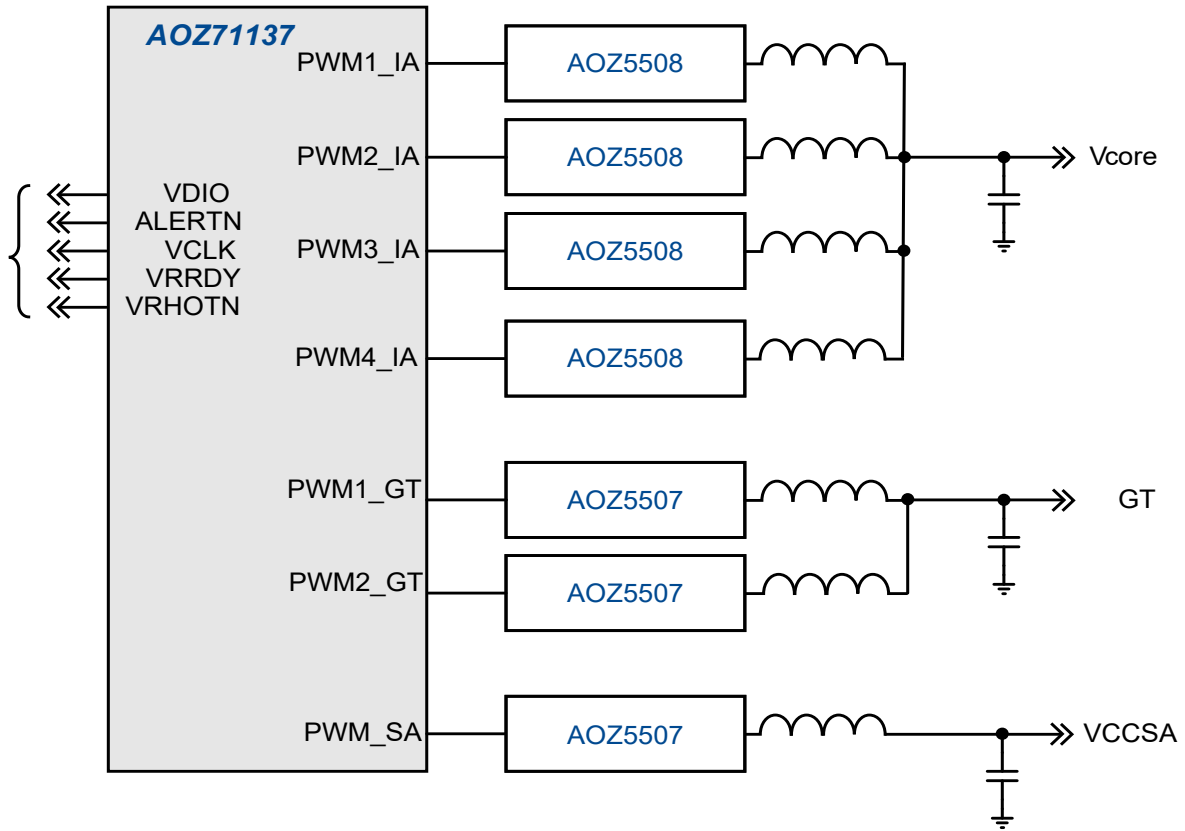 AOZ71137
PWM1_IA
AOZ5508
PWM2_IA
AOZ5508
Vcore
VDIO
ALERTN
VCLK
VRRDY
VRHOTN
PWM3_IA
AOZ5508
PWM4_IA
AOZ5508
PWM1_GT
AOZ5507
GT
PWM2_GT
AOZ5507
PWM_SA
AOZ5507
VCCSA